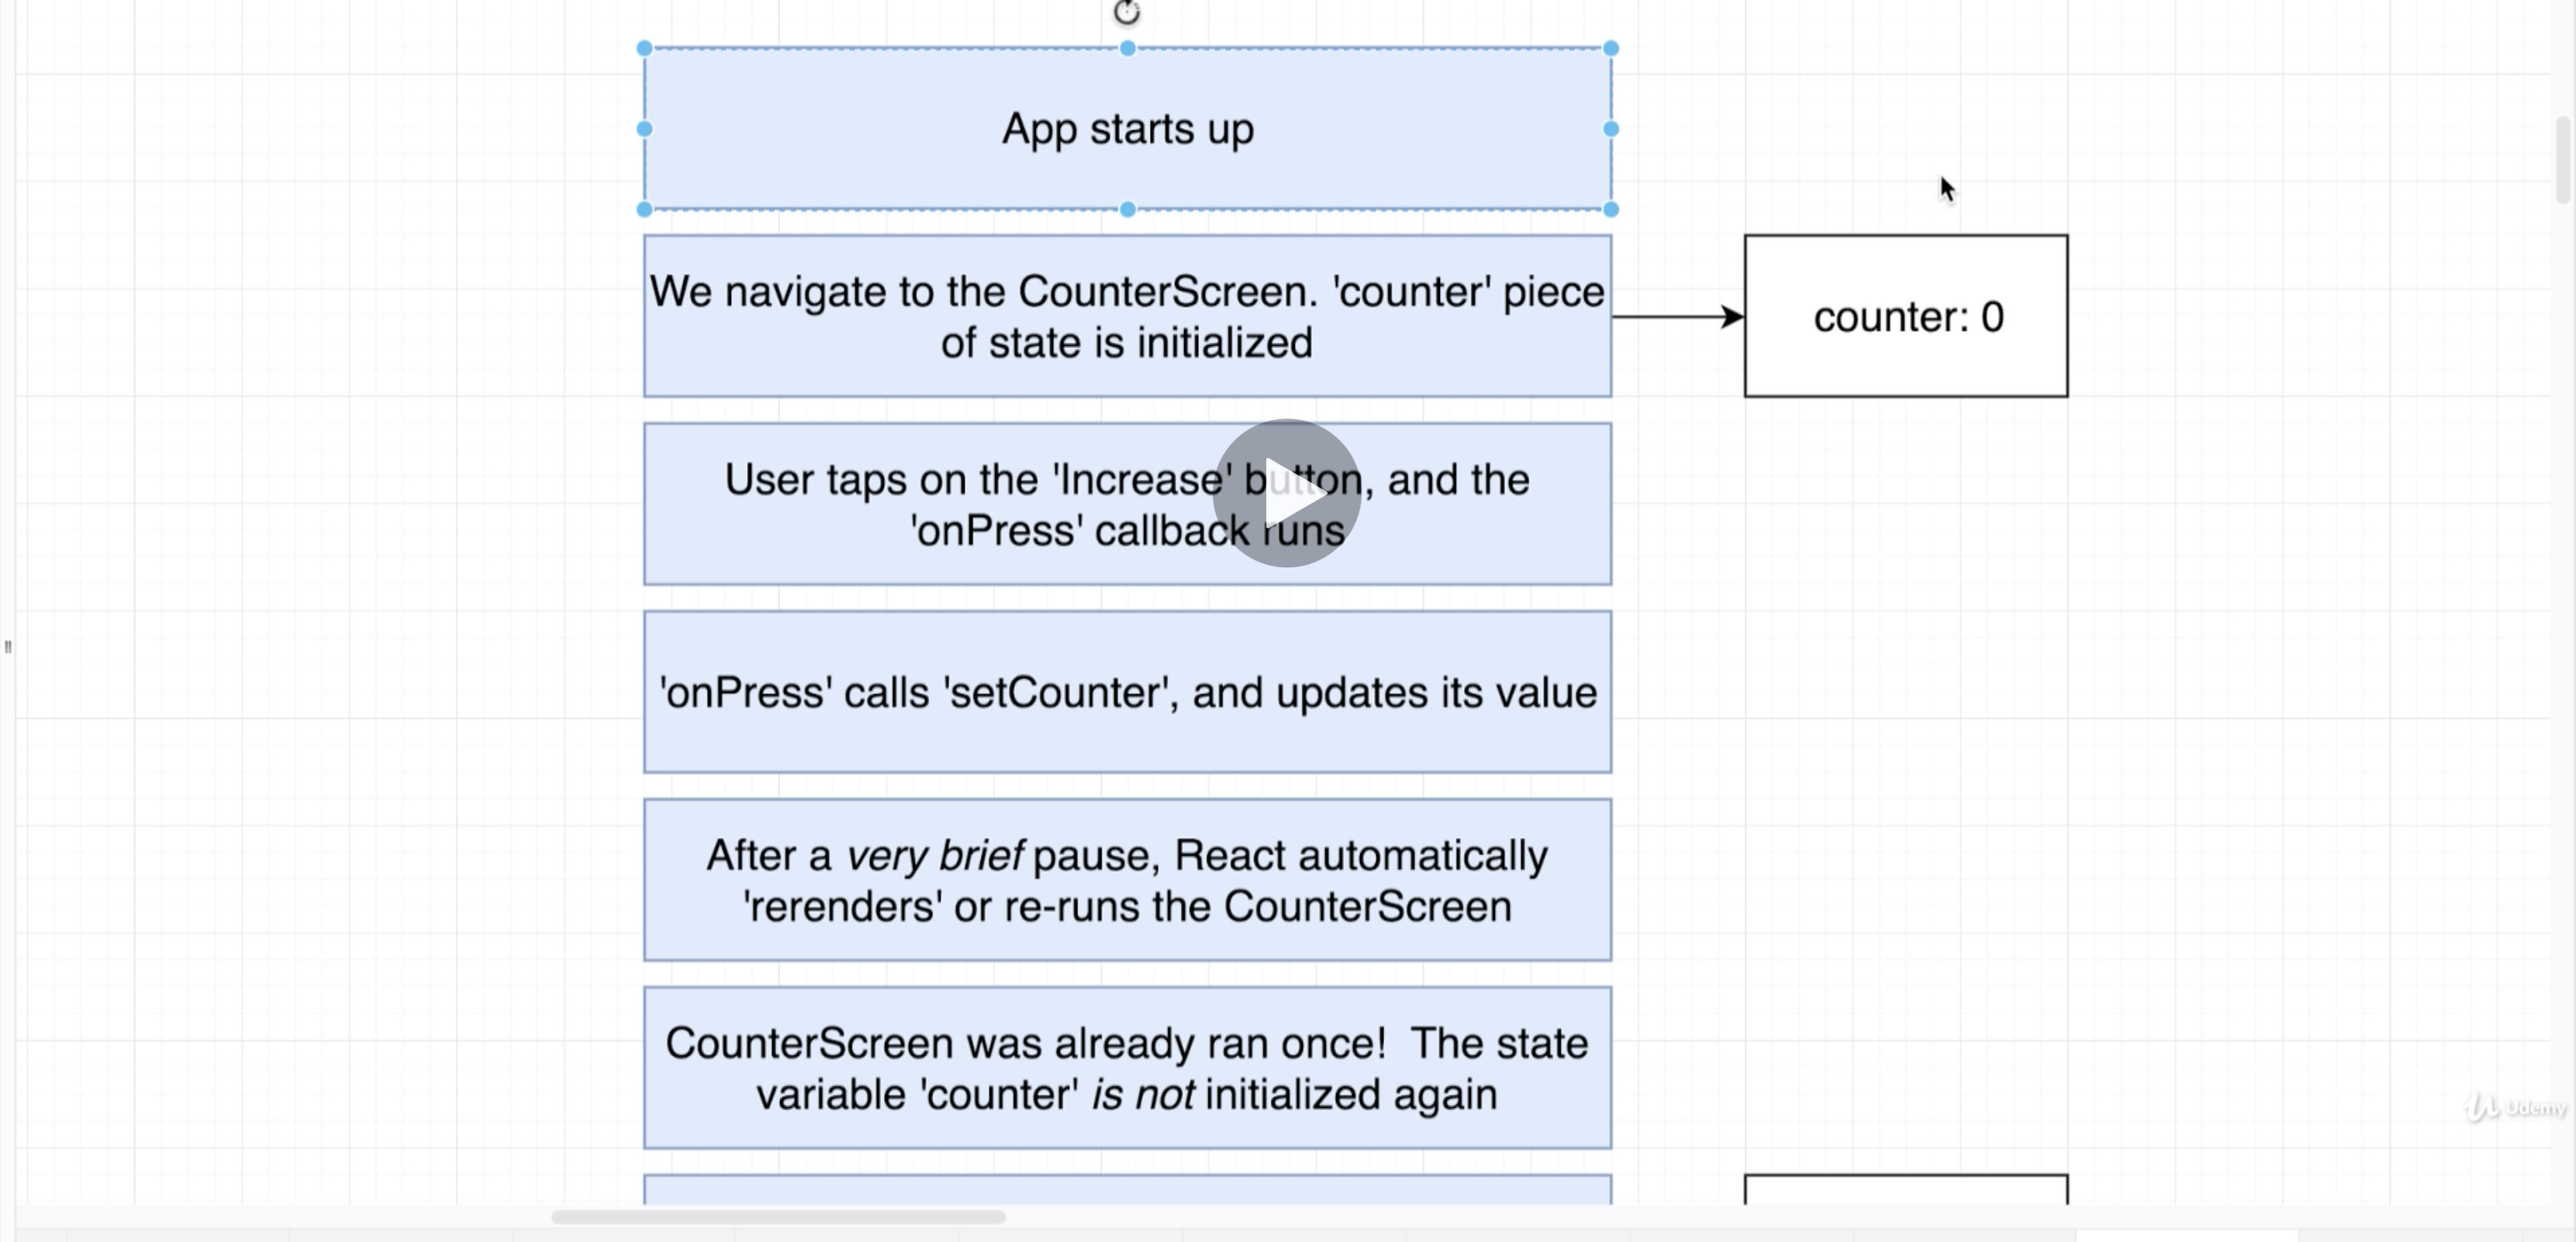 App starts up
We navigate to the CounterScreen. 'counter' piece
of state is initialized
counter: 0
User taps on the 'Increase' button, and the
'onPress' callback runs
'onPress' calls 'setCounter', and updates its value
After a very brief pause, React automatically
'rerenders' or re-runs the CounterScreen
CounterScreen was already ran once!  The state
variable 'counter' is not initialized again
Udemy